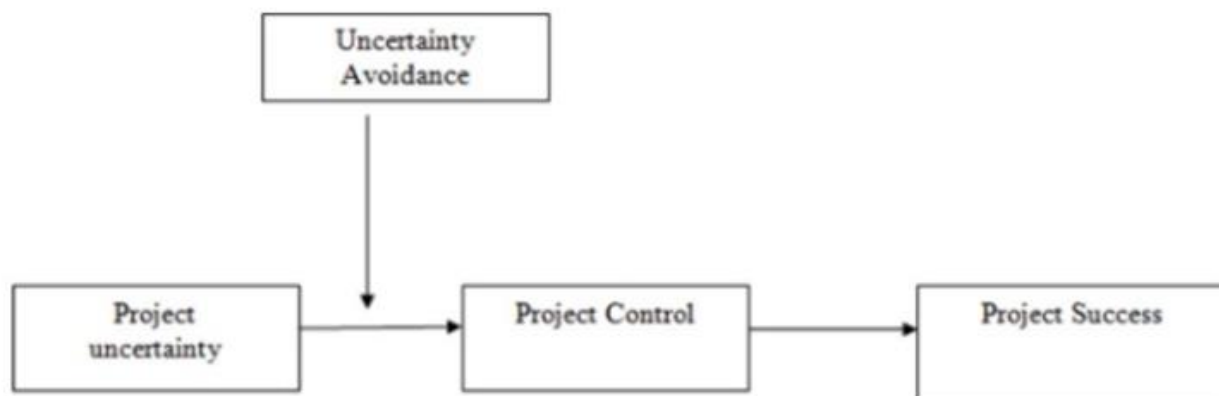 Uncertainty
Avoidance
Project
uncertainty
Project Control
Project Success